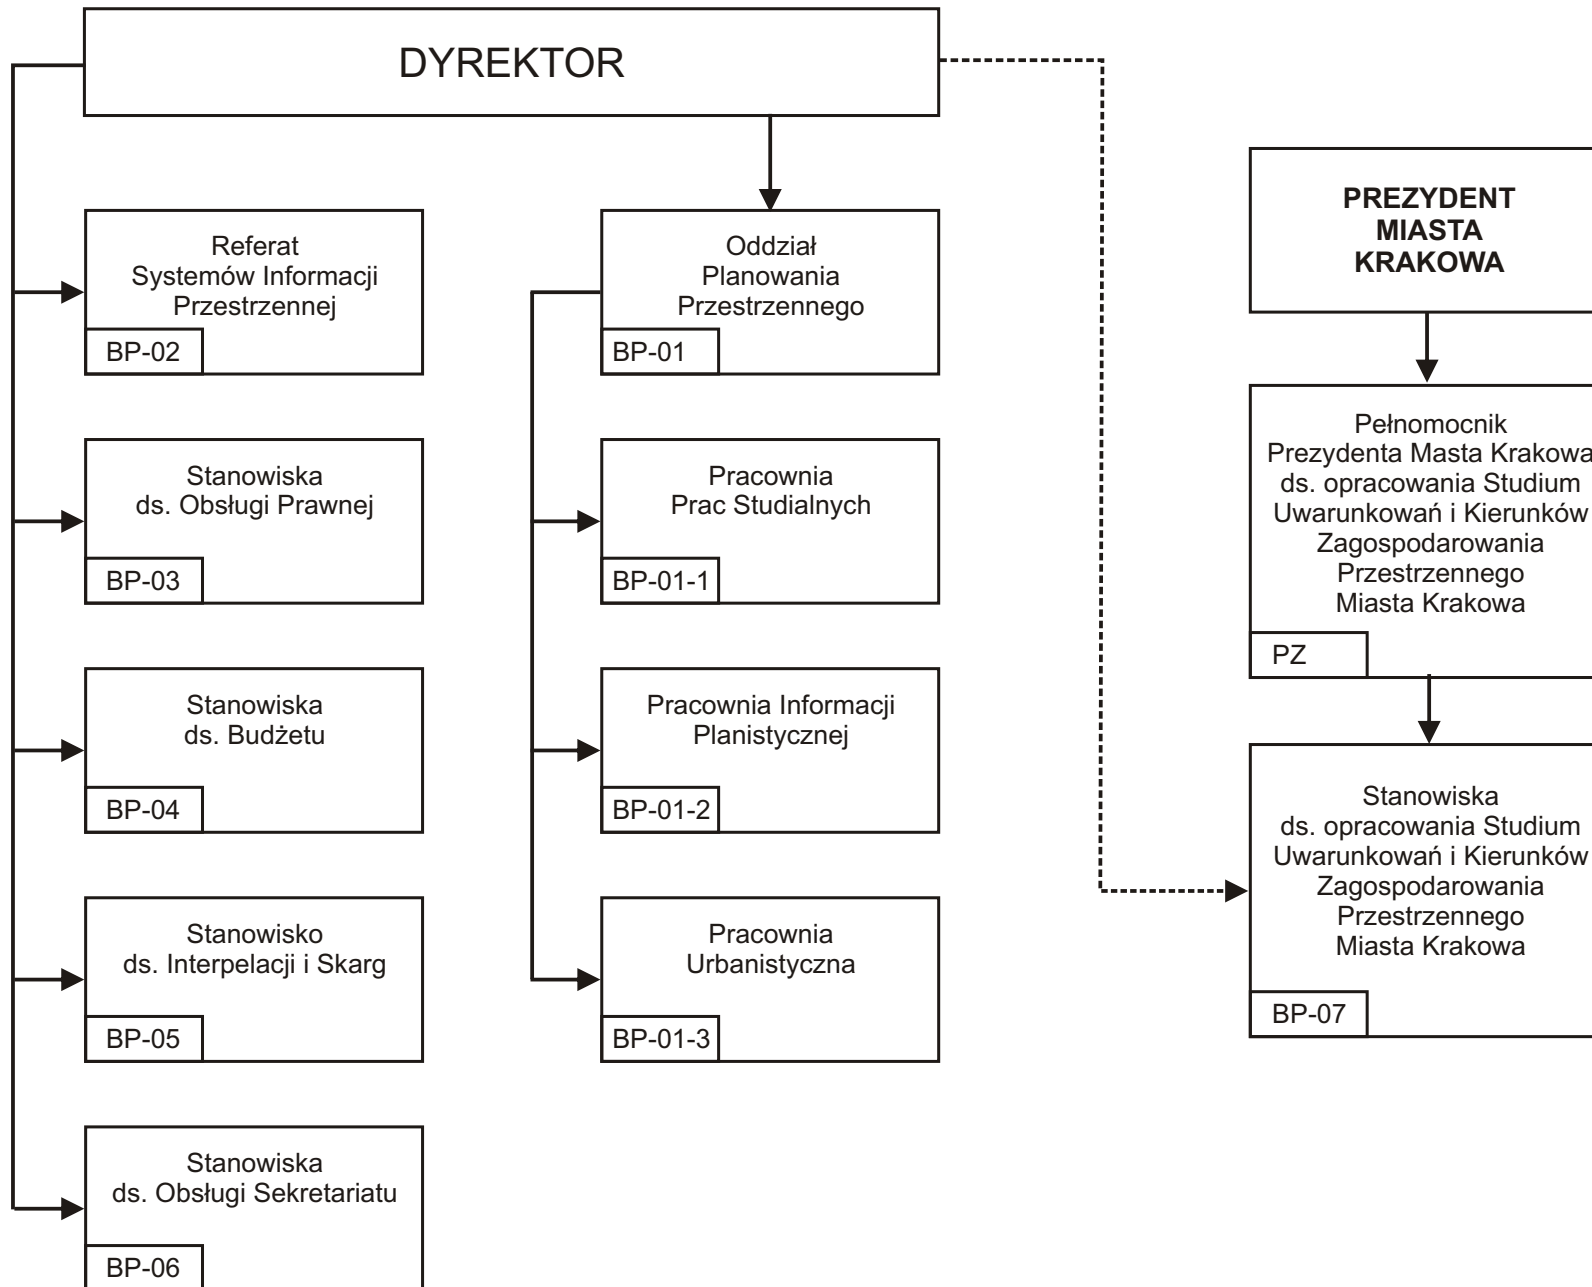 DYREKTOR
Referat
Systemów Informacji
Przestrzennej
BP-02
Stanowiska
ds. Obsługi Prawnej
BP-03
Stanowiska
ds. Budżetu
BP-04
Stanowisko
ds. Interpelacji i Skarg
BP-05
Stanowiska
ds. Obsługi Sekretariatu
BP-06
Oddział
Planowania
Przestrzennego
BP-01
Pracownia
Prac Studialnych
BP-01-1
Pracownia Informacji
Planistycznej
BP-01-2
Pracownia
Urbanistyczna
BP-01-3
PREZYDENT
MIASTA
KRAKOWA
Pełnomocnik
Prezydenta Masta Krakowa
ds. opracowania Studium
Uwarunkowań i Kierunków
Zagospodarowania
Przestrzennego
Miasta Krakowa
PZ
Stanowiska
ds. opracowania Studium
Uwarunkowań i Kierunków
Zagospodarowania
Przestrzennego
Miasta Krakowa
BP-07